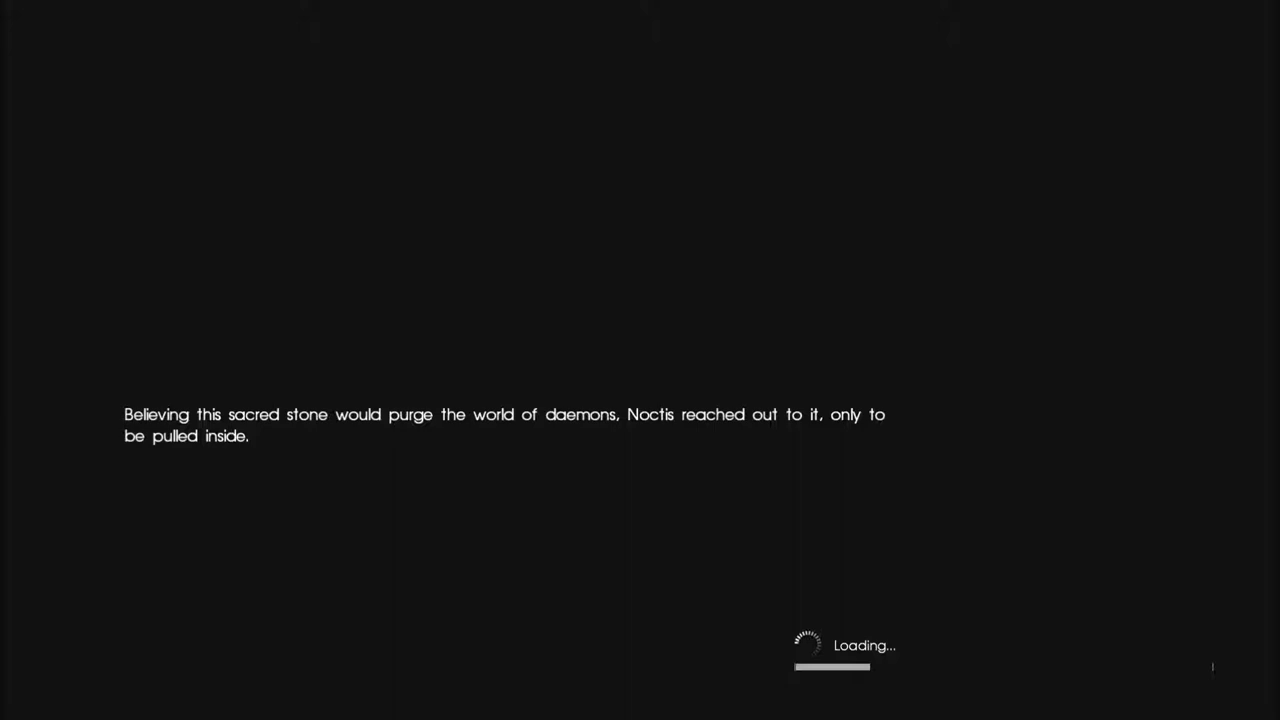 Believing this sacred stone would purge the world of daemons, Noctis reached out to it, only to
be pulled inside.
Loading...